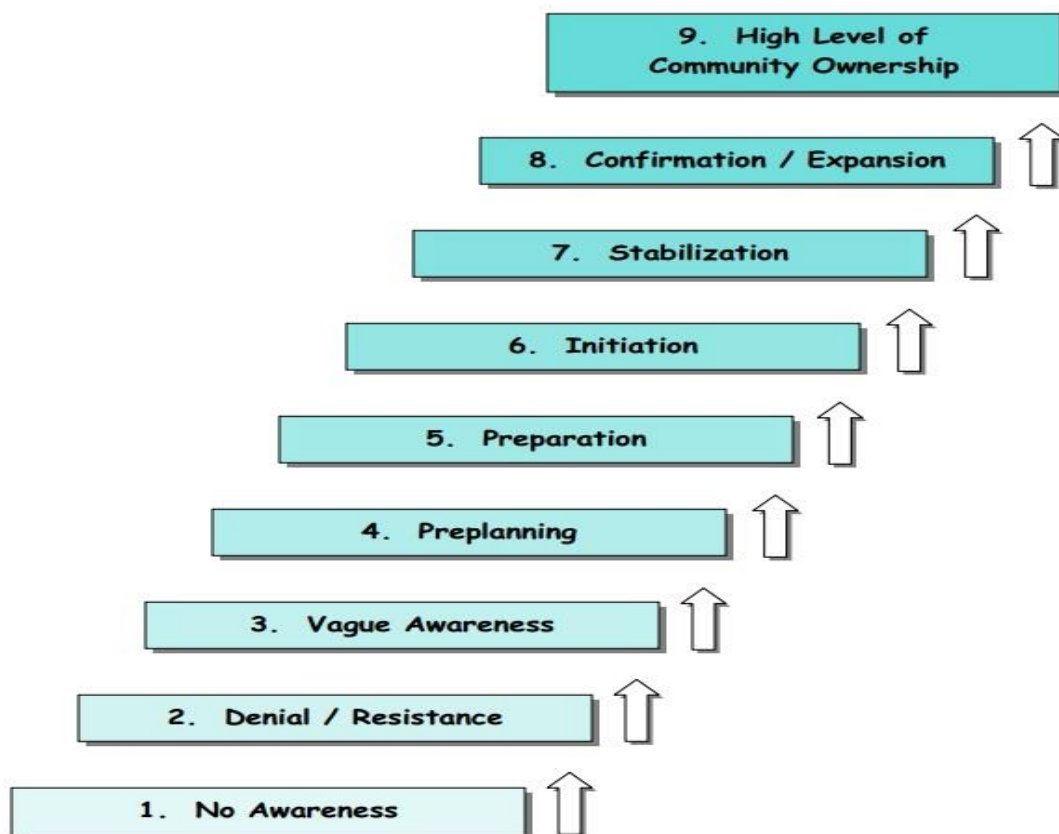 9. High Level of
Community Ownership
8. Confirmation / Expansion
7. Stabilization
6. Initiation
5. Preparation
4. Preplanning
3. Vague Awareness
2. Denial / Resistance
1. No Awareness